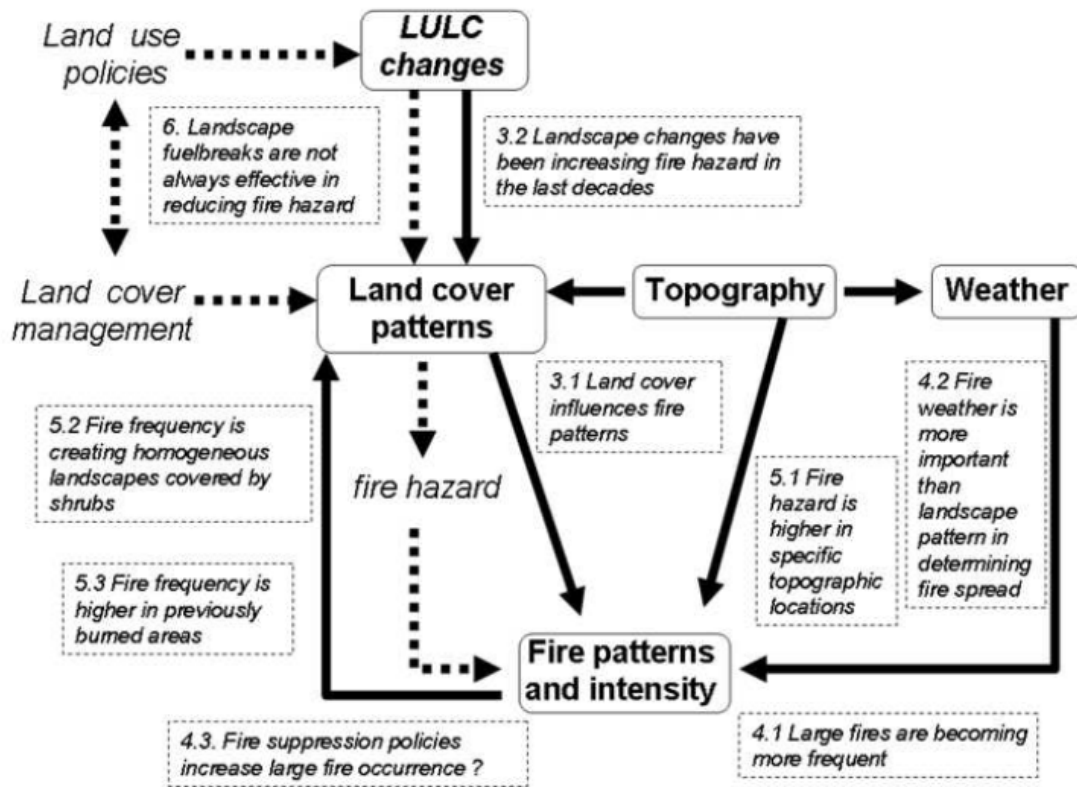 Land use
policies
LULC
changes
6. Landscape
fuelbreaks are not
always effective in
reducing fire hazard
3.2 Landscape changes have
been increasing fire hazard in
the last decades
Land cover
management
Land cover
patterns
Topography
Weather
5.2 Fire frequency is
creating homogeneous
landscapes covered by
shrubs
3.1 Land cover
influences fire
patterns
4.2 Fire
weather is
more
important
than
landscape
pattern in
determining
fire spread
fire hazard
5.1 Fire
hazard is
higher in
specific
topographic
locations
5.3 Fire frequency is
higher in previously
burned areas
Fire patterns
and intensity
4.3. Fire suppression policies
increase large fire occurrence ?
4.1 Large fires are becoming
more frequent